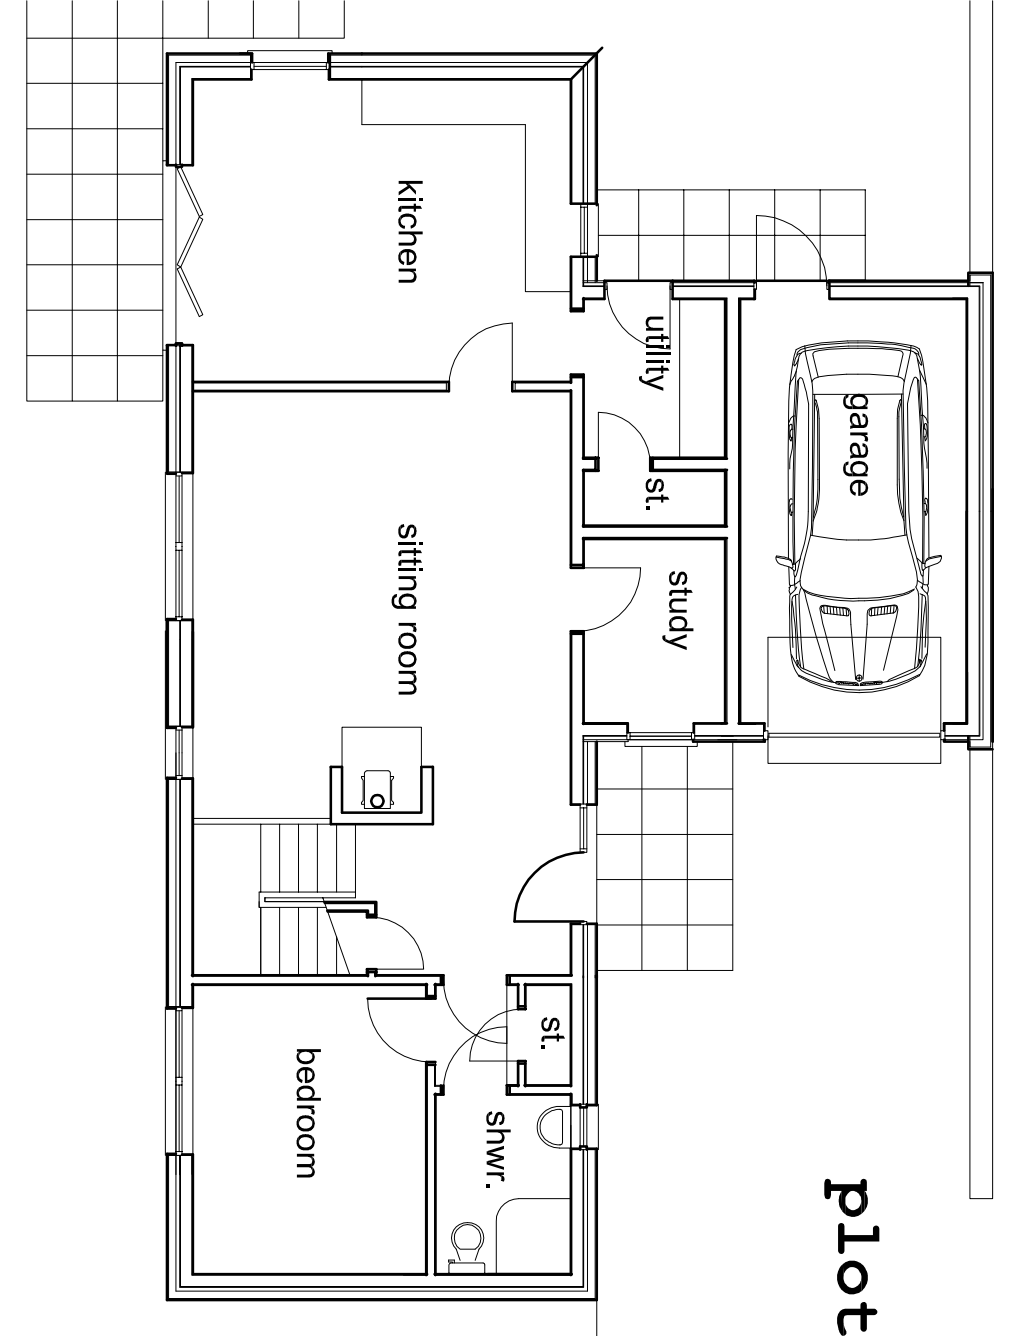 garage
utility
st.
study
kitchen
sitting room
st.
shwr.
bedroom
plot